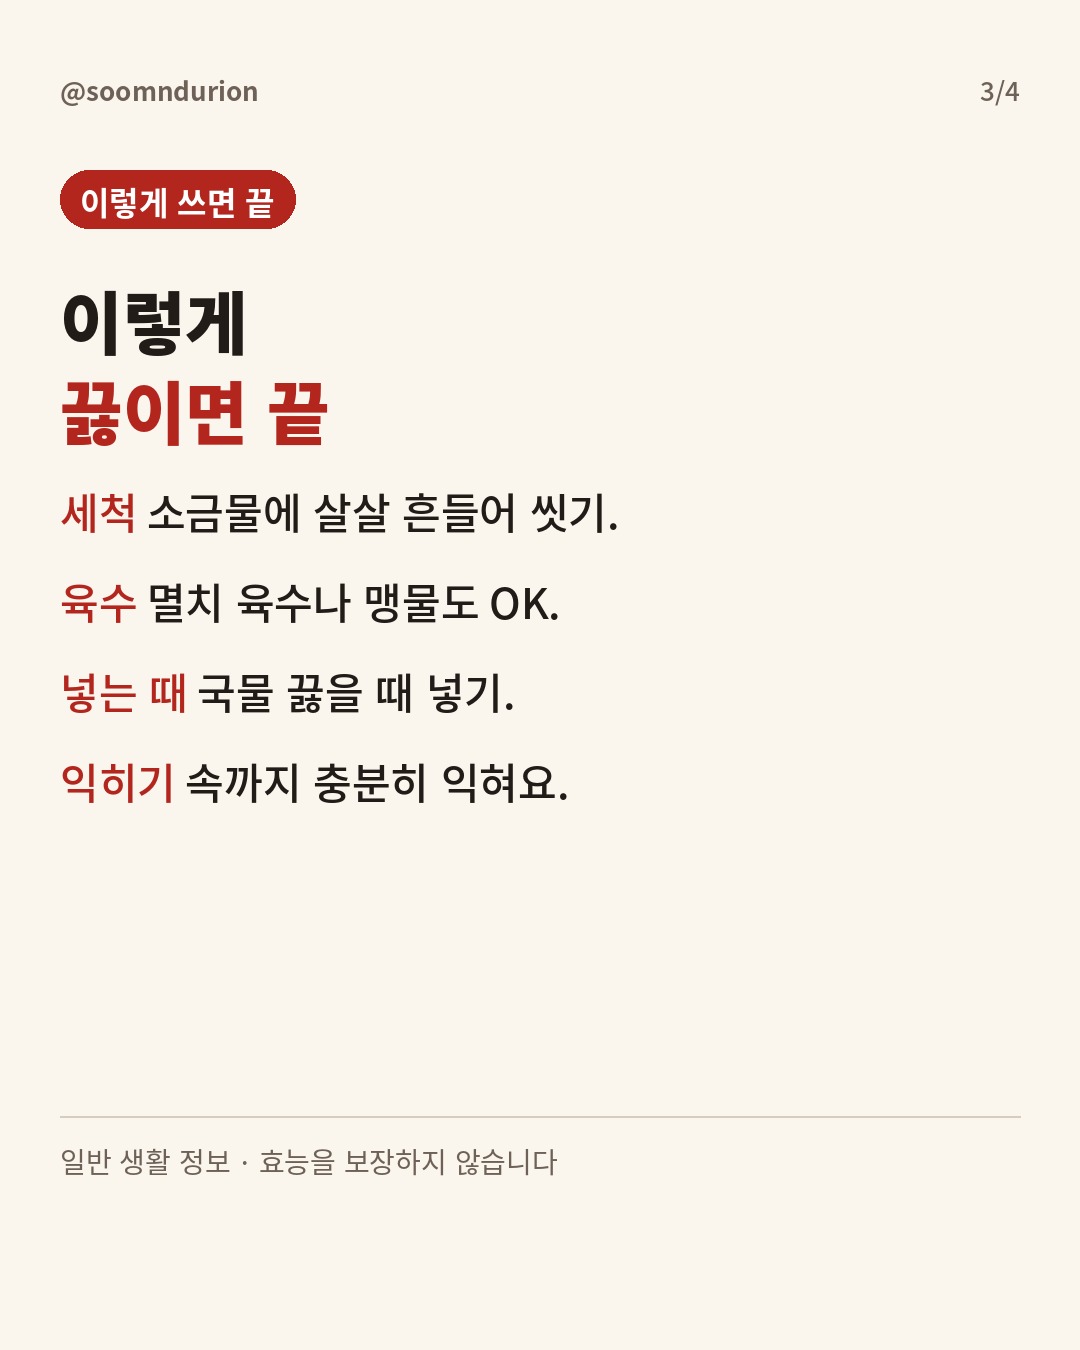 @soomndurion
3/4
이렇게 쓰면 끝
이렇게
끓이면 끝
세척 소금물에 살살 흔들어 씻기.
육수 멸치 육수나 맹물도 OK.
넣는 때 국물 끓을 때 넣기.
익히기 속까지 충분히 익혀요.
일반 생활 정보 · 효능을 보장하지 않습니다